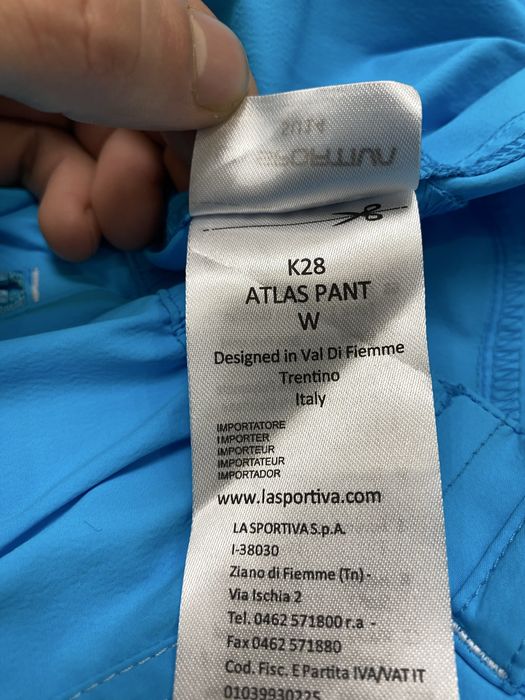 2014
K28
ATLAS PANT
W
Designed in Val Di Fiemme
Trentino
Italy
IMPORTATORE
IMPORTER
IMPORTEUR
IMPORTATEUR
IMPORTADOR
www.lasportiva.com
LA SPORTIVA S.p.A.
I-38030
Ziano di Fiemme (Tn) -
Via Ischia 2
Tel. 0462 571800 r.a -
Fax 0462 571880
Cod. Fisc. E Partita IVA/VAT IT
01039930225